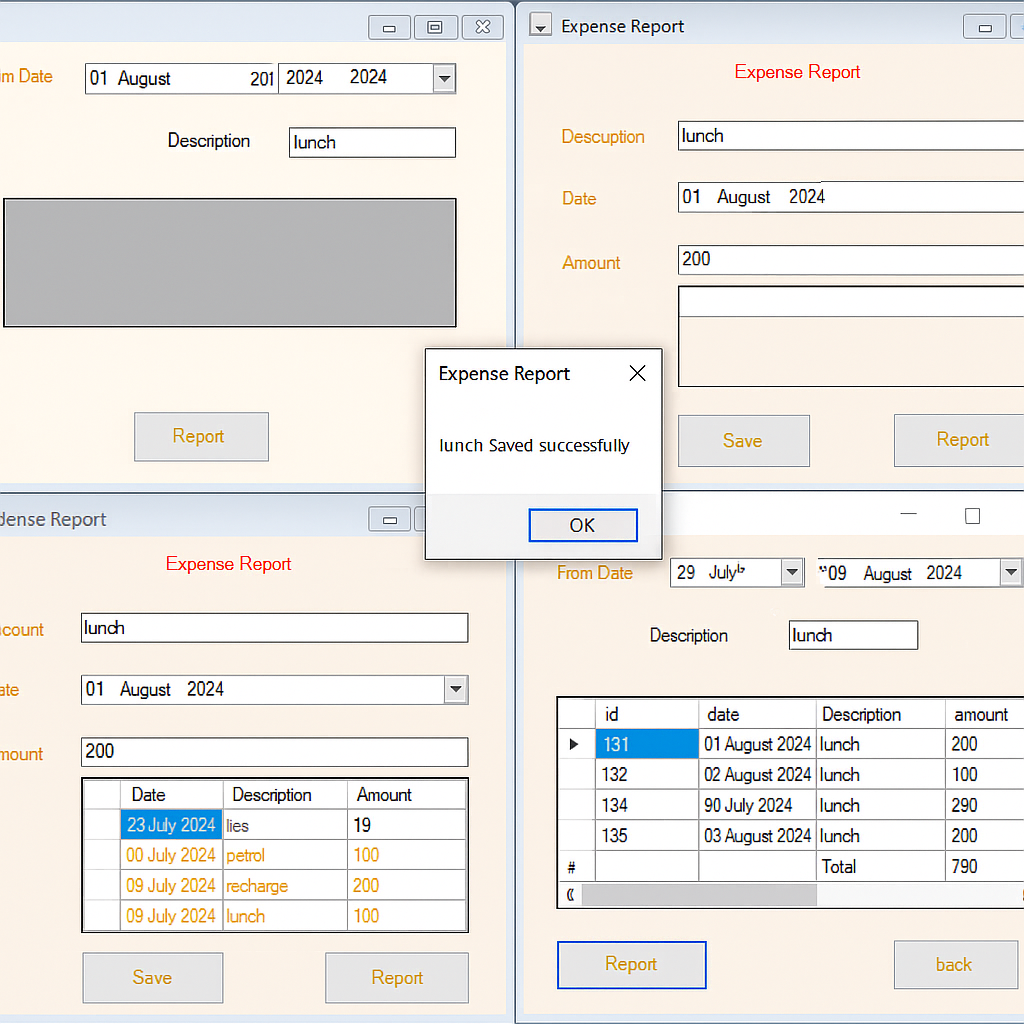 im Date 01 August 201 2024 2024
Description lunch
Report
Expense Report
Expense Report
Descuption lunch
Date 01 August 2024
Amount 200
Save Report
Expense Report
lunch Saved successfully
OK
dense Report
Expense Report
count lunch
ate 01 August 2024
mount 200
Date Description Amount
23 July 2024 lies 19
00 July 2024 petrol 100
09 July 2024 recharge 200
09 July 2024 lunch 100
Save Report
From Date 29 July 09 August 2024
Description lunch
id date Description amount
131 01 August 2024 lunch 200
132 02 August 2024 lunch 100
134 90 July 2024 lunch 290
135 03 August 2024 lunch 200
# Total 790
Report back